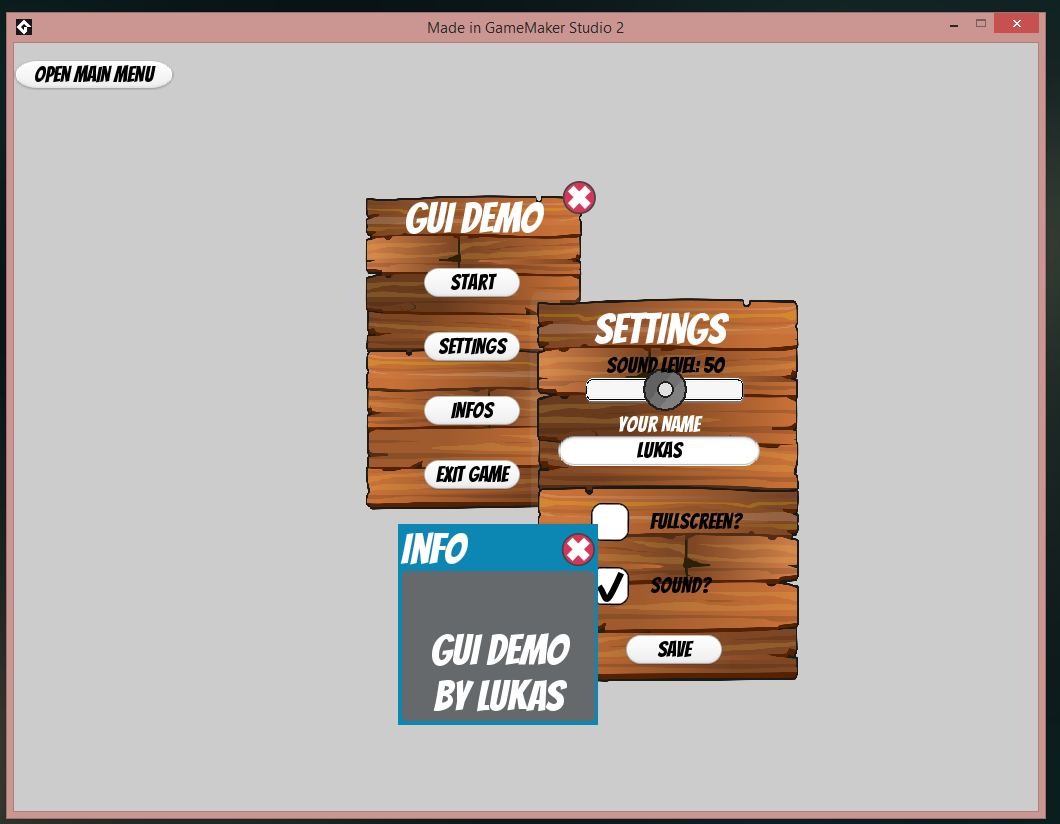 Made in GameMaker Studio 2
OPEN MAIN MENU
GUI DEMO
START
SETTINGS
INFOS
EXIT GAME
SETTINGS
SOUND LEVEL: 50
YOUR NAME
LUKAS
FULLSCREEN?
SOUND?
SAVE
INFO
GUI DEMO
BY LUKAS